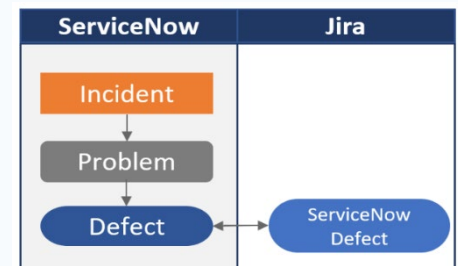 ServiceNow
Jira
Incident
Problem
Defect
ServiceNow
Defect